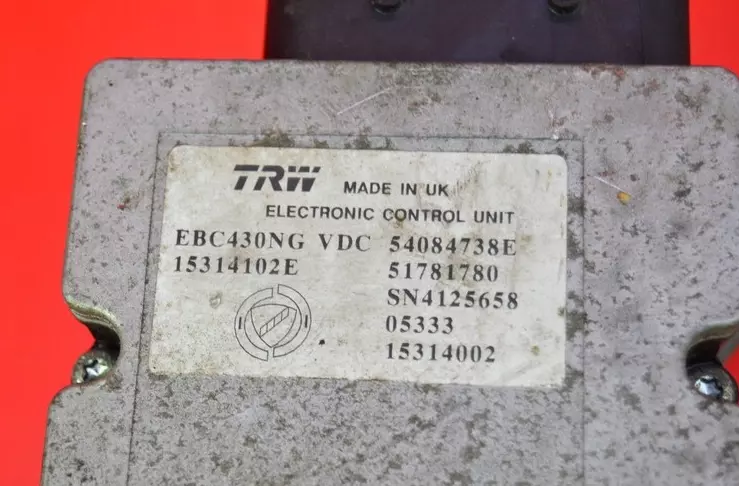 TRW MADE IN UK
ELECTRONIC CONTROL UNIT
EBC430NG VDC 54084738E
15314102E 51781780
SN4125658
05333
15314002